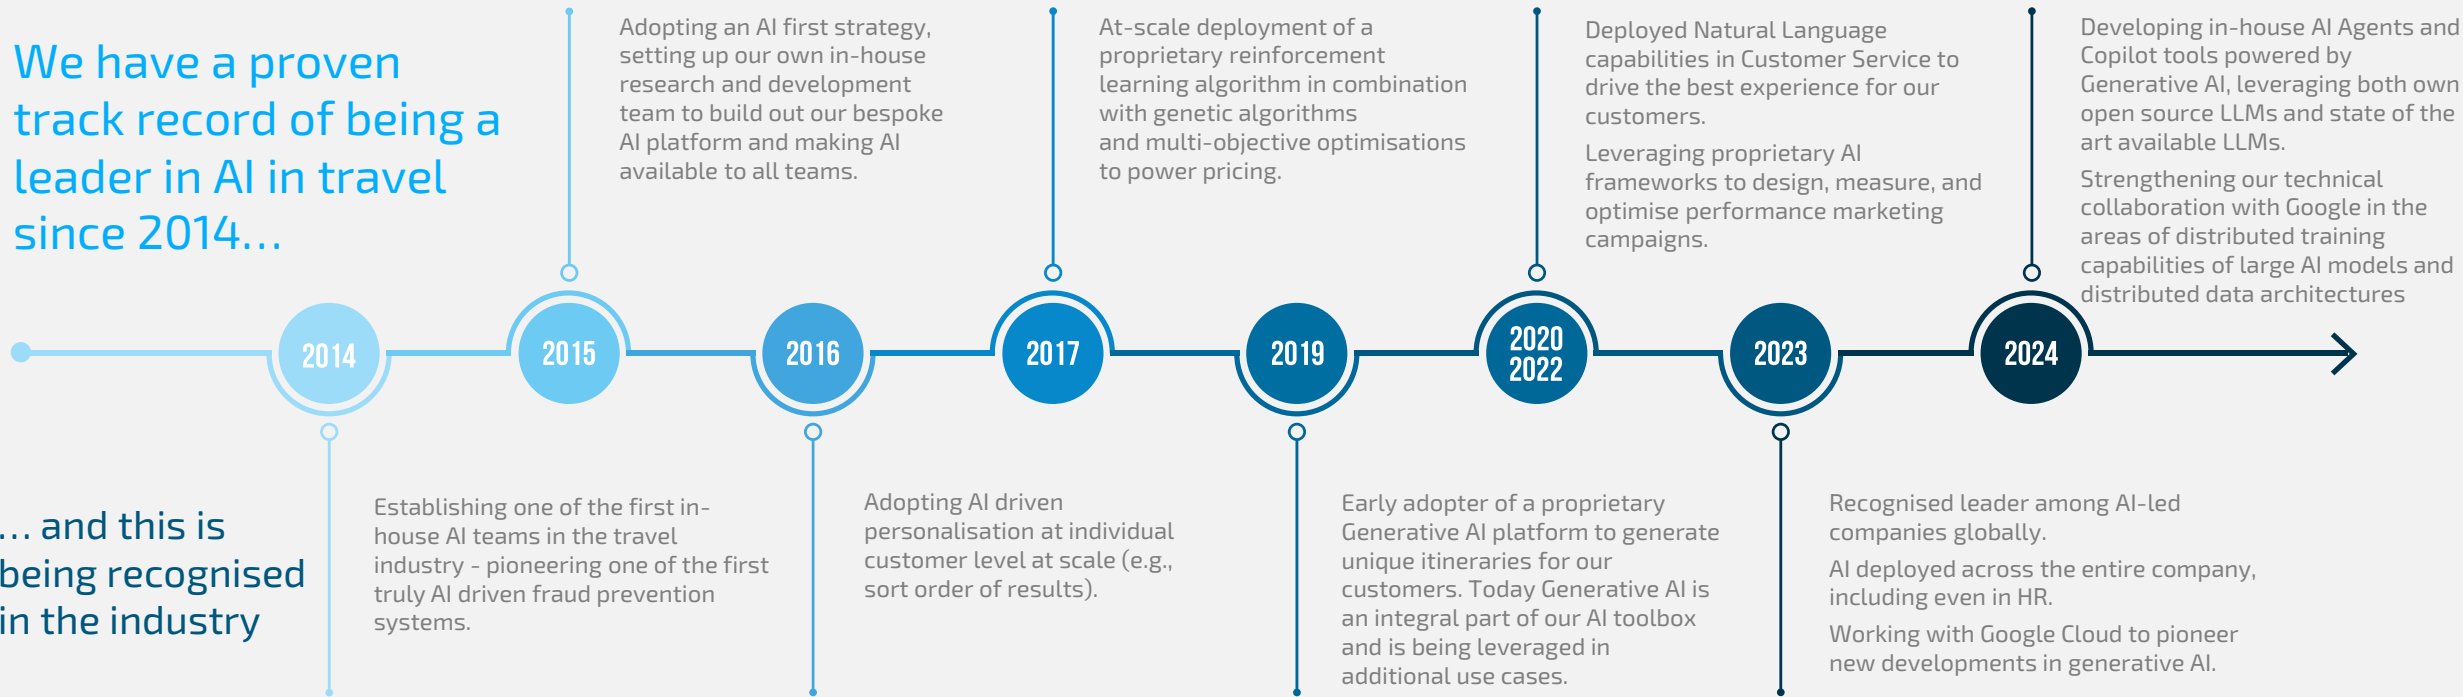 We have a proven
track record of being a
leader in AI in travel
since 2014...
Adopting an AI first strategy,
setting up our own in-house
research and development
team to build out our bespoke
AI platform and making AI
available to all teams.
At-scale deployment of a
proprietary reinforcement
learning algorithm in combination
with genetic algorithms
and multi-objective optimisations
to power pricing.
Deployed Natural Language
capabilities in Customer Service to
drive the best experience for our
customers.
Leveraging proprietary AI
frameworks to design, measure, and
optimise performance marketing
campaigns.
Developing in-house AI Agents and
Copilot tools powered by
Generative AI, leveraging both own
open source LLMs and state of the
art available LLMs.
Strengthening our technical
collaboration with Google in the
areas of distributed training
capabilities of large AI models and
distributed data architectures
2014
2015
2016
2017
2019
2020
2022
2023
2024
... and this is
being recognised
in the industry
Establishing one of the first in-
house AI teams in the travel
industry - pioneering one of the first
truly AI driven fraud prevention
systems.
Adopting AI driven
personalisation at individual
customer level at scale (e.g.,
sort order of results).
Early adopter of a proprietary
Generative AI platform to generate
unique itineraries for our
customers. Today Generative AI is
an integral part of our AI toolbox
and is being leveraged in
additional use cases.
Recognised leader among AI-led
companies globally.
AI deployed across the entire company,
including even in HR.
Working with Google Cloud to pioneer
new developments in generative AI.